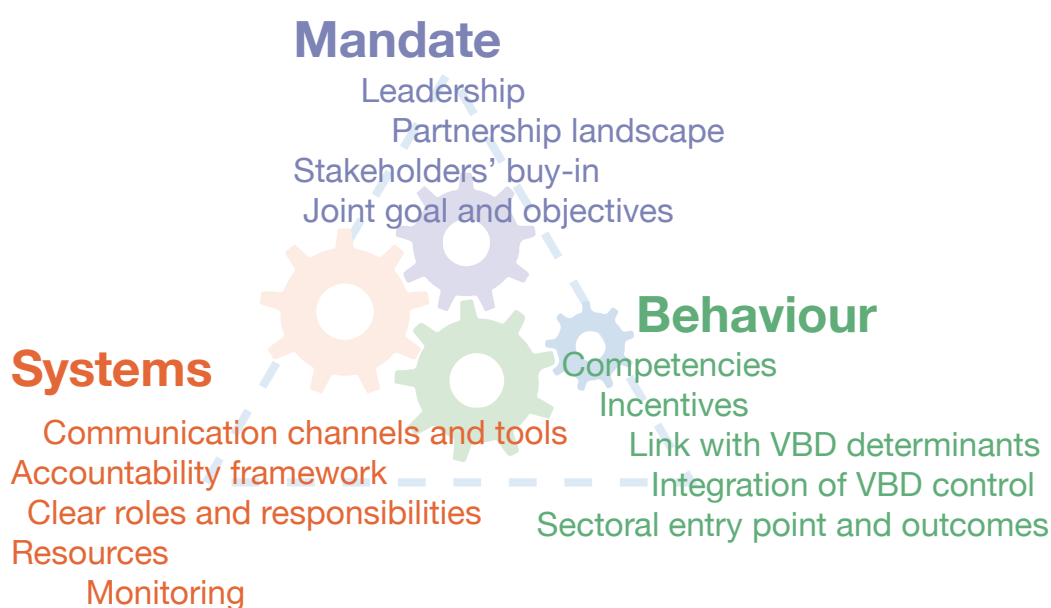 Mandate
Leadership
Partnership landscape
Stakeholders’ buy-in
Joint goal and objectives
Behaviour
Competencies
Incentives
Link with VBD determinants
Integration of VBD control
Sectoral entry point and outcomes
Systems
Communication channels and tools
Accountability framework
Clear roles and responsibilities
Resources
Monitoring